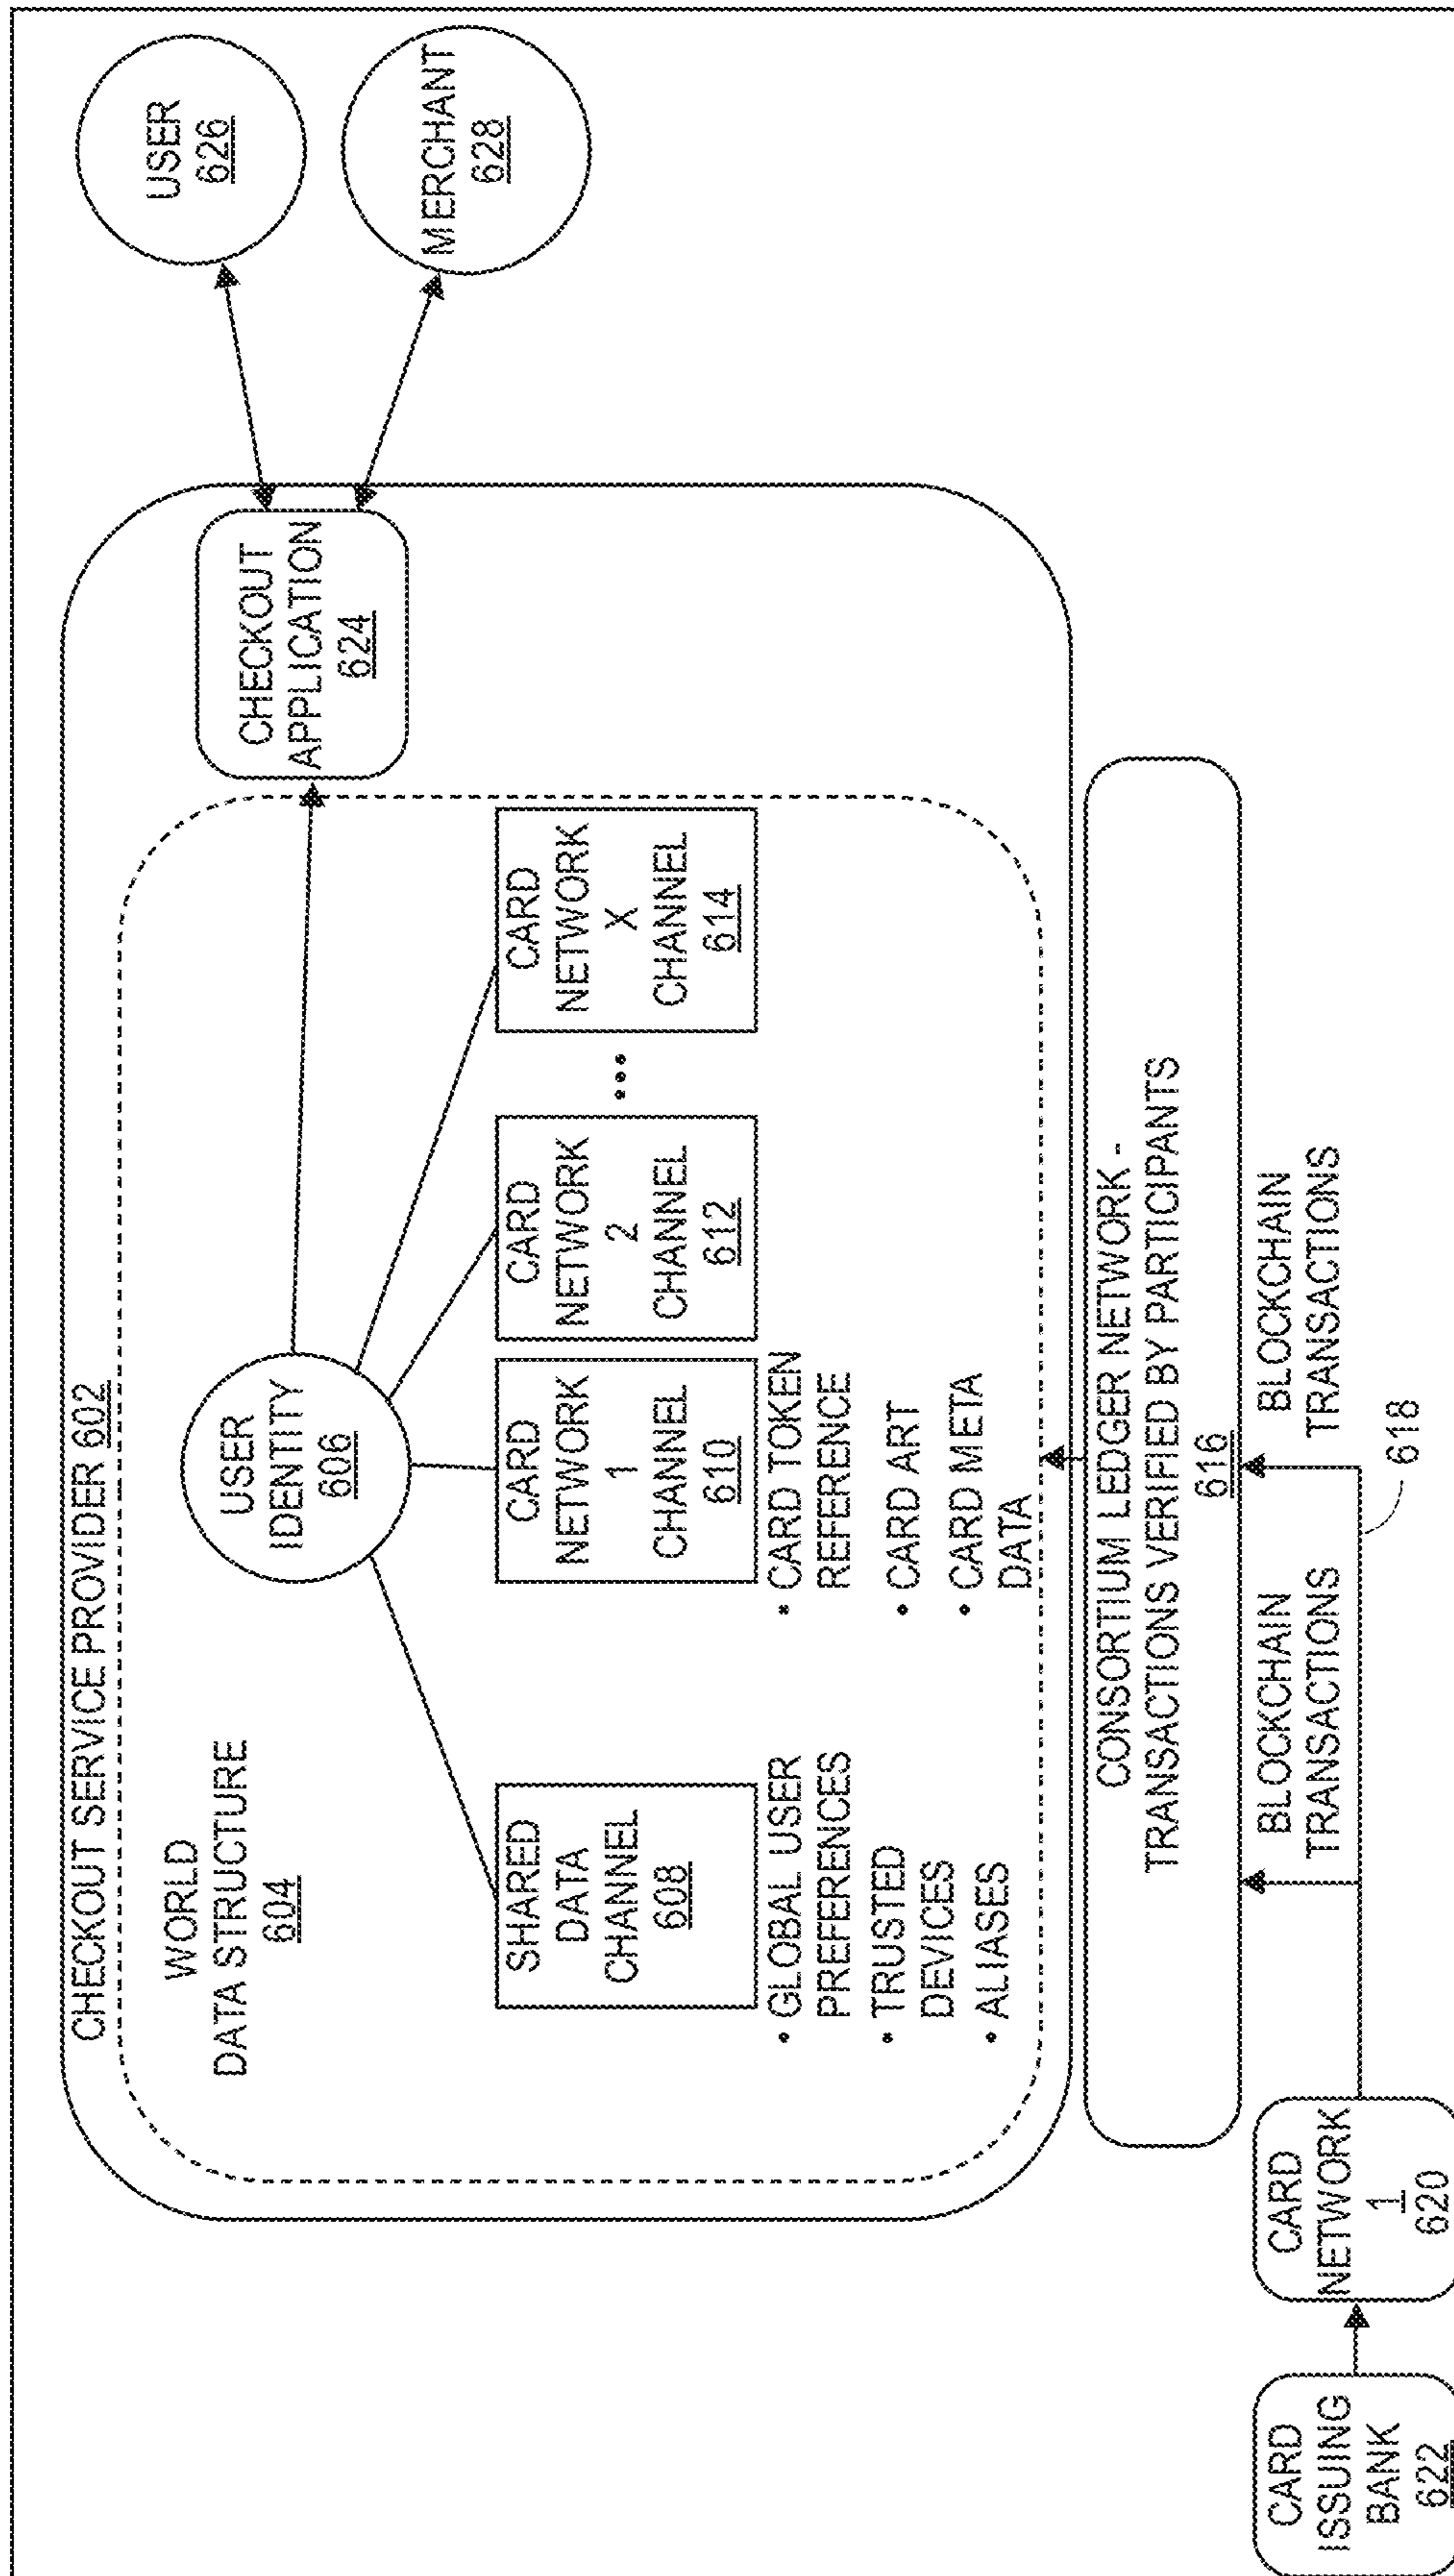 CHECKOUT SERVICE PROVIDER 602
WORLD
DATA STRUCTURE
604
USER
IDENTITY
606
CHECKOUT
APPLICATION
624
USER
626
MERCHANT
628
SHARED
DATA
CHANNEL
608
• GLOBAL USER
PREFERENCES
• TRUSTED
DEVICES
• ALIASES
CARD
NETWORK
1
CHANNEL
610
• CARD TOKEN
REFERENCE
• CARD ART
• CARD META
DATA
CARD
NETWORK
2
CHANNEL
612
...
CARD
NETWORK
X
CHANNEL
614
CONSORTIUM LEDGER NETWORK -
TRANSACTIONS VERIFIED BY PARTICIPANTS
616
BLOCKCHAIN
TRANSACTIONS
BLOCKCHAIN
TRANSACTIONS
618
CARD
ISSUING
BANK
622
CARD
NETWORK
1
620